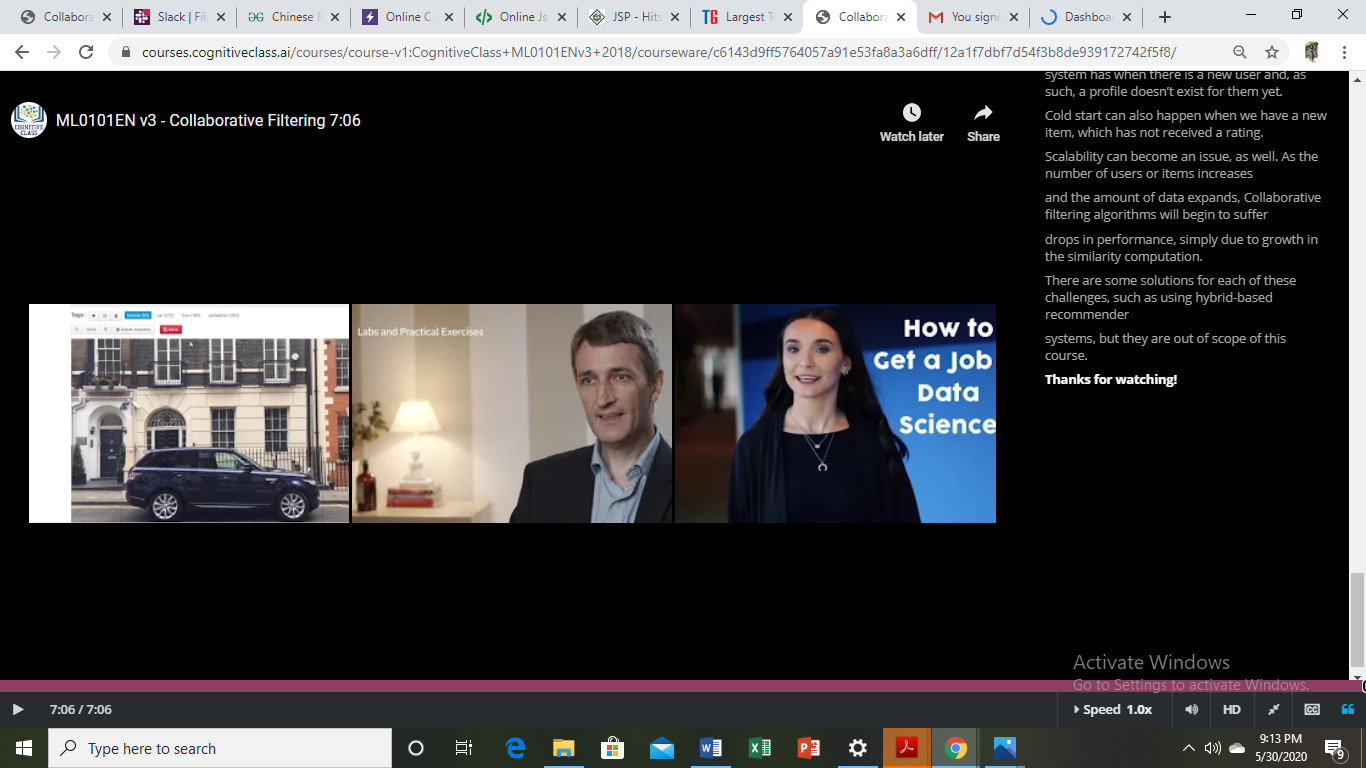 Collabora
Slack | Fil
Chinese R
Online C
Online Js
JSP - Hits
TG Largest T
Collabora
You signe
Dashboa
courses.cognitiveclass.ai/courses/course-v1:CognitiveClass+ML0101ENv3+2018/courseware/c6143d9ff5764057a91e53fa8a3a6dff/12a1f7dbf7d54f3b8de939172742f5f8/
COGNITIVE CLASS
ML0101EN v3 - Collaborative Filtering 7:06
Watch later
Share
system has when there is a new user and, as
such, a profile doesn't exist for them yet.
Cold start can also happen when we have a new
item, which has not received a rating.
Scalability can become an issue, as well. As the
number of users or items increases
and the amount of data expands, Collaborative
filtering algorithms will begin to suffer
drops in performance, simply due to growth in
the similarity computation.
There are some solutions for each of these
challenges, such as using hybrid-based
recommender
systems, but they are out of scope of this
course.
Thanks for watching!
Tags:
Labs and Practical Exercises
How to
Get a Job
Data
Science
Activate Windows
Go to Settings to activate Windows.
7:06 / 7:06
Speed 1.0x
HD
Type here to search
9:13 PM
5/30/2020
9